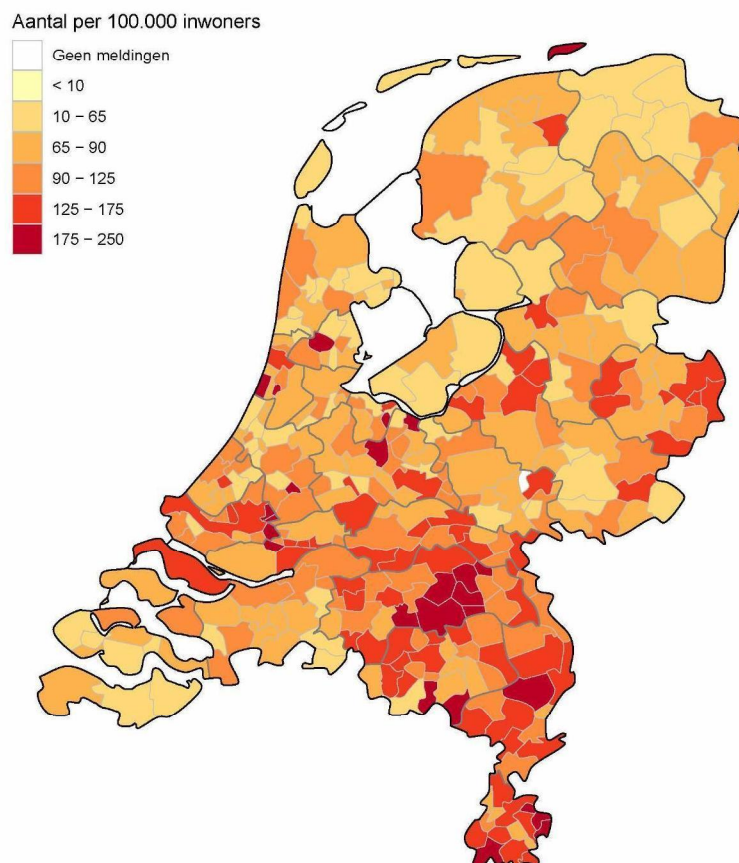 Aantal per 100.000 inwoners
Geen meldingen
< 10
10 – 65
65 – 90
90 – 125
125 – 175
175 – 250